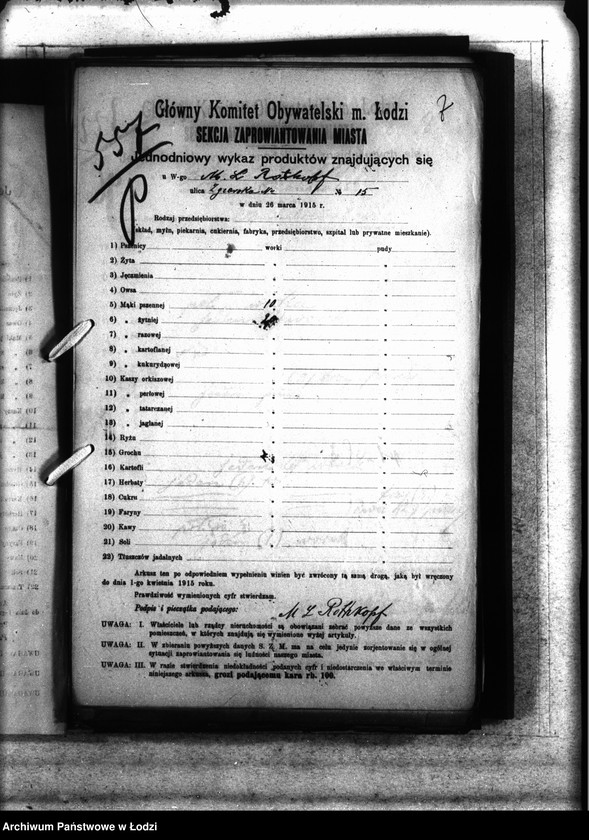 7
557
Główny Komitet Obywatelski m. Łodzi
SEKCJA ZAPROWIANTOWANIA MIASTA
Jednodniowy wykaz produktów znajdujących się
u W-go M. L. Rothkopf
ulica Zgierska № 15
w dniu 26 marca 1915 r.
Rodzaj przedsiębiorstwa:
skład, młyn, piekarnia, cukiernia, fabryka, przedsiębiorstwo, szpital lub prywatne mieszkanie).
1) Pszenicy worki pudy
2) Żyta " "
3) Jęczmienia " "
4) Owsa " "
5) Mąki pszennej 10 " "
6) " żytniej " "
7) " razowej " "
8) " kartoflanej " "
9) " kukurydzowej " "
10) Kaszy orkiszowej " "
11) " perłowej " "
12) " tatarczanej " "
13) " jaglanej " "
14) Ryżu " "
15) Grochu " "
16) Kartofli " "
17) Herbaty " "
18) Cukru " "
19) Faryny " "
20) Kawy " "
21) Soli " "
22) Tłuszczów jadalnych " "
Arkusz ten po odpowiedniem wypełnieniu winien być zwrócony tą samą drogą, jaką był wręczony
do dnia 1-go kwietnia 1915 roku.
Prawdziwość wymienionych cyfr stwierdzam.
Podpis i pieczątka podającego: M L Rothkopf
UWAGA: I. Właściciele lub rządcy nieruchomości są obowiązani zebrać powyższe dane ze wszystkich
pomieszczeń, w których znajdują się wymienione wyżej artykuły.
UWAGA: II. W zbieraniu powyższych danych S. Z. M. ma na celu jedynie zorjentowanie się w ogólnej
sytuacji zaprowiantowania się ludności naszego miasta.
UWAGA: III. W razie stwierdzenia niedokładności podanych cyfr i niedostarczenia we właściwym terminie
niniejszego arkusza, grozi podającemu kara rb. 100.
Archiwum Państwowe w Łodzi